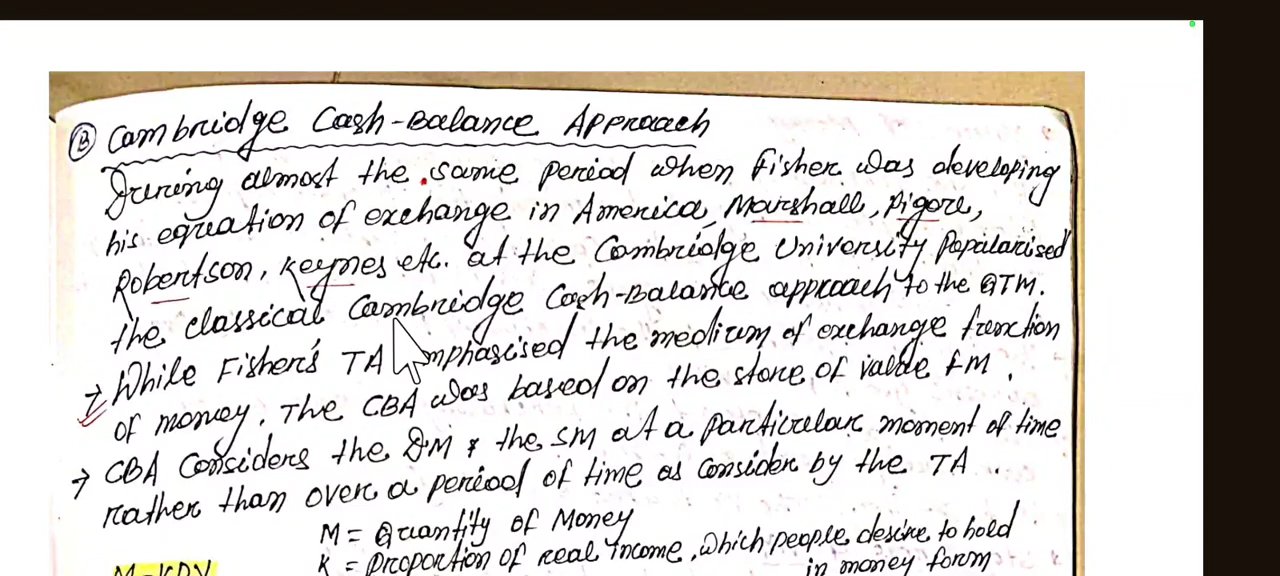 Ⓑ Cambridge Cash-Balance Approach
During almost the same period when Fisher was developing
his equation of exchange in America, Marshall, Pigore,
Robertson, Keynes etc. at the Cambridge University Popularised
the classical Cambridge Cash-Balance approach to the QTM.
→ While Fisher's TA emphascised the medium of exchange function
of money. The CBA was based on the store of value FM.
→ CBA Considers the DM & the SM at a particular moment of time
rather than over a period of time as consider by the TA.
M = Quantity of Money
K = Proportion of real income, which people desire to hold
in money form
M = KPY